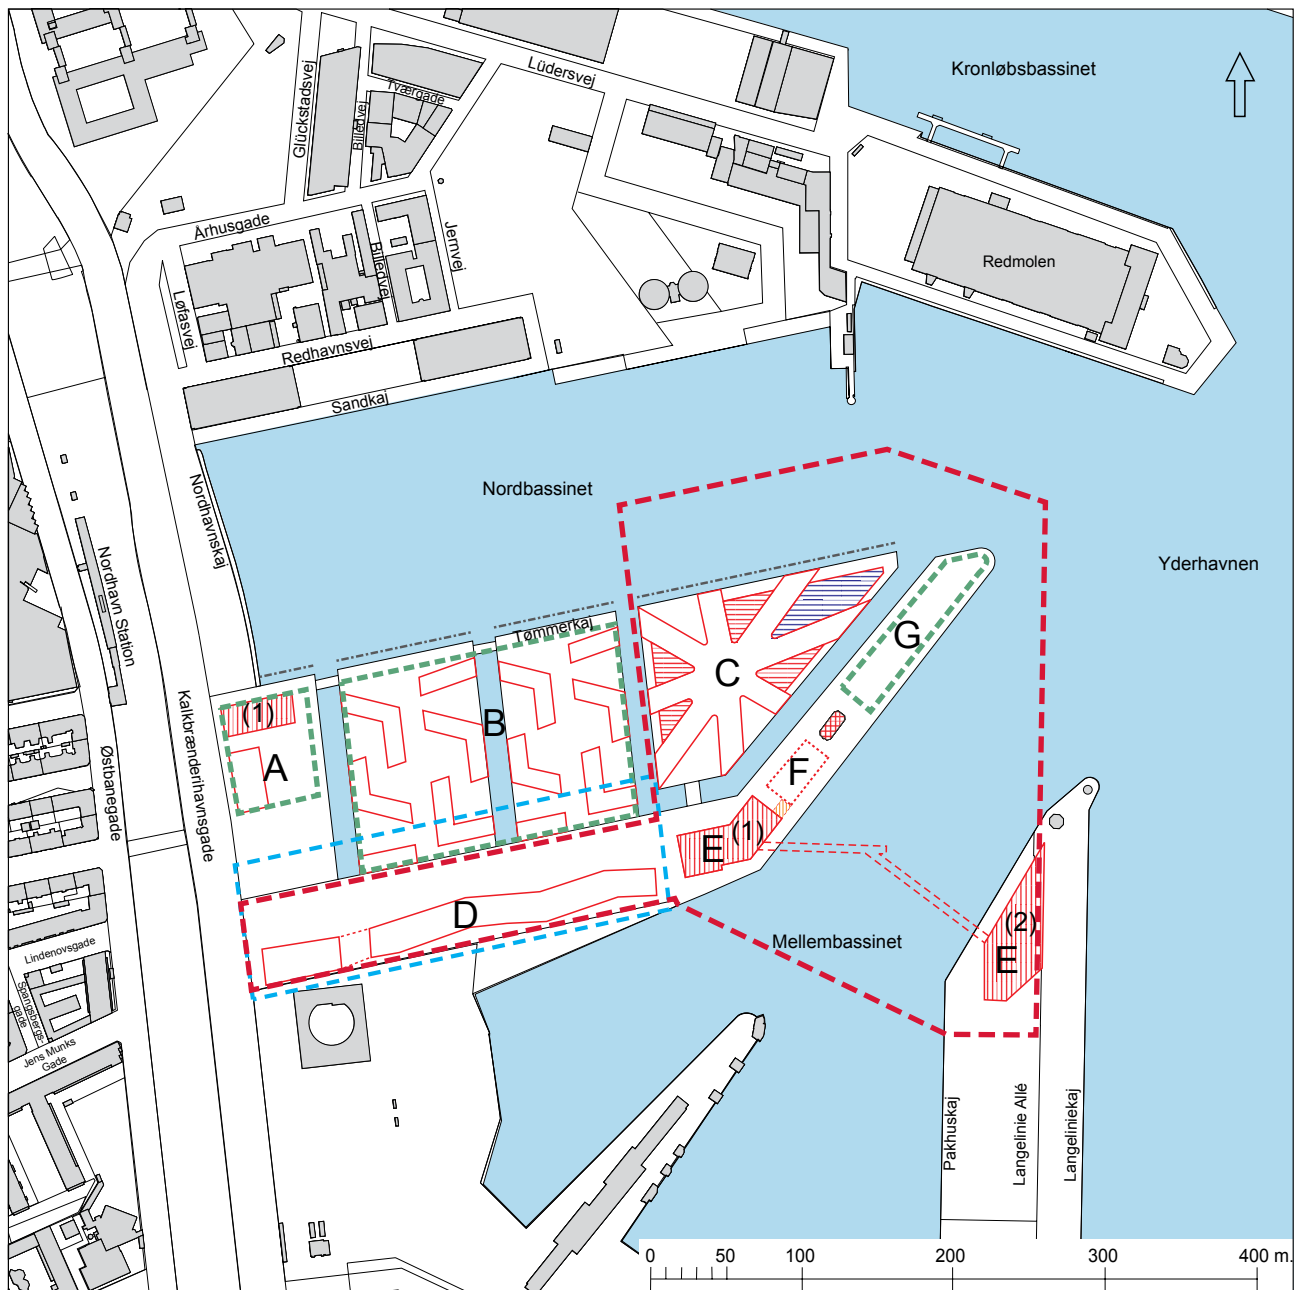 Kronløbsbassinet
Lüdersvej
Glückstadsvej
Tværgade
Billedvej
Århusgade
Jernvej
Billedvej
Redmolen
Løfasvej
Redhavnsvej
Sandkaj
Nordhavnskaj
Nordbassinet
Yderhavnen
Nordhavn Station
Tømmerkaj
G
C
(1)
B
A
F
Kalkbrænderihavnsgade
Østbanegade
(1)
E
D
(2)
E
Mellembassinet
Lindenovsgade
Spangsbergs-
gade
Jens Munks
Gade
Pakhuskaj
Langelinie Allé
Langeliniekaj
0 50 100 200 300 400 m.